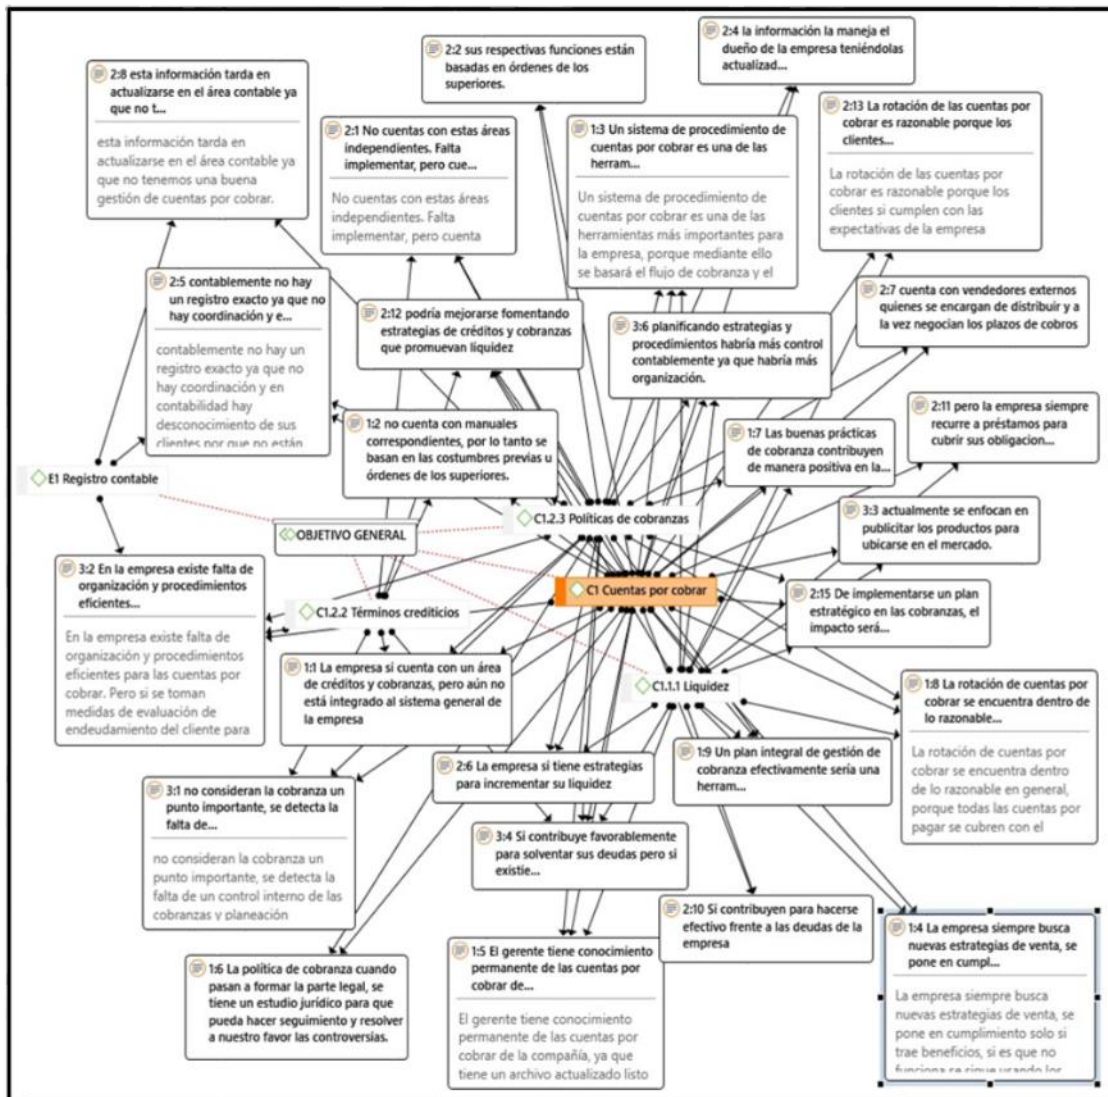 2:8 esta información tarda en
actualizarse en el área contable ya
que no t...
esta información tarda en
actualizarse en el área contable ya
que no tenemos una buena
gestión de cuentas por cobrar.
2:2 sus respectivas funciones están
basadas en órdenes de los
superiores.
2:4 la información la maneja el
dueño de la empresa teniéndolas
actualizad...
2:1 No cuentas con estas áreas
independientes. Falta
implementar, pero cue...
No cuentas con estas áreas
independientes. Falta
implementar, pero cuenta
1:3 Un sistema de procedimiento de
cuentas por cobrar es una de las
herram...
Un sistema de procedimiento de
cuentas por cobrar es una de las
herramientas más importantes para
la empresa, porque mediante ello
se basará el flujo de cobranza y el
2:13 La rotación de las cuentas por
cobrar es razonable porque los
clientes...
La rotación de las cuentas por
cobrar es razonable porque los
clientes si cumplen con las
expectativas de la empresa
2:5 contablemente no hay
un registro exacto ya que no
hay coordinación y e...
contablemente no hay un
registro exacto ya que no hay
coordinación y en
contabilidad hay
desconocimiento de sus
clientes por que no están
2:12 podría mejorarse fomentando
estrategias de créditos y cobranzas
que promuevan liquidez
3:6 planificando estrategias y
procedimientos habría más control
contablemente ya que habría más
organización.
2:7 cuenta con vendedores externos
quienes se encargan de distribuir y a
la vez negocian los plazos de cobros
1:2 no cuenta con manuales
correspondientes, por lo tanto se
basan en las costumbres previas u
órdenes de los superiores.
1:7 Las buenas prácticas
de cobranza contribuyen
de manera positiva en la...
2:11 pero la empresa siempre
recurre a préstamos para
cubrir sus obligacion...
E1 Registro contable
OBJETIVO GENERAL
C1.2.3 Políticas de cobranzas
3:3 actualmente se enfocan en
publicitar los productos para
ubicarse en el mercado.
3:2 En la empresa existe falta de
organización y procedimientos
eficientes...
En la empresa existe falta de
organización y procedimientos
eficientes para las cuentas por
cobrar. Pero si se toman
medidas de evaluación de
endeudamiento del cliente para
C1.2.2 Términos crediticios
C1 Cuentas por cobrar
2:15 De implementarse un plan
estratégico en las cobranzas, el
impacto será...
1:1 La empresa si cuenta con un área
de créditos y cobranzas, pero aún no
está integrado al sistema general de
la empresa
C1.1.1 Liquidez
1:8 La rotación de cuentas por
cobrar se encuentra dentro de
lo razonable...
La rotación de cuentas por
cobrar se encuentra dentro
de lo razonable en general,
porque todas las cuentas por
pagar se cubren con el
2:6 La empresa si tiene estrategias
para incrementar su liquidez
1:9 Un plan integral de gestión de
cobranza efectivamente sería una
herram...
3:1 no consideran la cobranza un
punto importante, se detecta la
falta de...
no consideran la cobranza un
punto importante, se detecta la
falta de un control interno de las
cobranzas y planeación
3:4 Si contribuye favorablemente
para solventar sus deudas pero si
existie...
2:10 Si contribuyen para hacerse
efectivo frente a las deudas de la
empresa
1:6 La política de cobranza cuando
pasan a formar la parte legal, se
tiene un estudio jurídico para que
pueda hacer seguimiento y resolver
a nuestro favor las controversias.
1:5 El gerente tiene conocimiento
permanente de las cuentas por
cobrar de...
El gerente tiene conocimiento
permanente de las cuentas por
cobrar de la compañía, ya que
tiene un archivo actualizado listo
1:4 La empresa siempre busca
nuevas estrategias de venta, se
pone en cumpl...
La empresa siempre busca
nuevas estrategias de venta, se
pone en cumplimiento solo si
trae beneficios, si es que no
funciona se sigue usando los